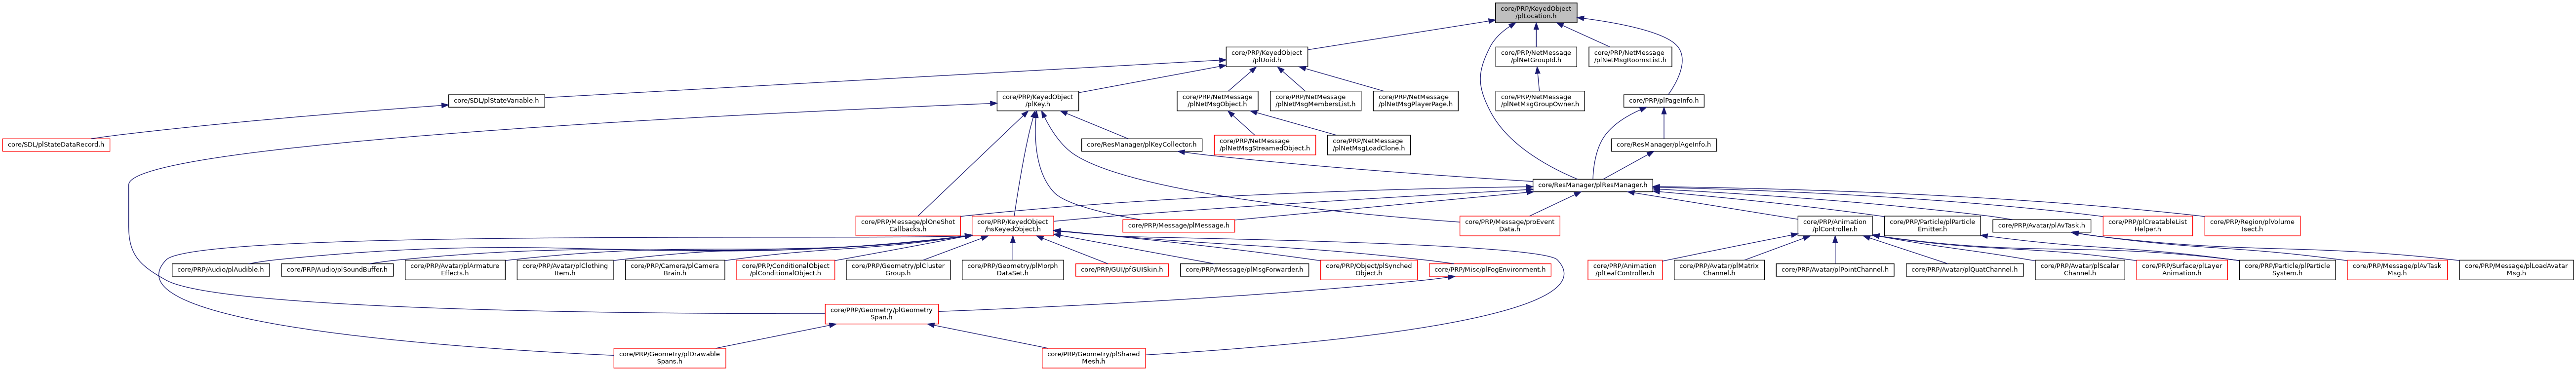 core/PRP/KeyedObject
/plLocation.h
core/PRP/KeyedObject
/plUoid.h
core/PRP/NetMessage
/plNetGroupId.h
core/PRP/NetMessage
/plNetMsgRoomsList.h
core/SDL/plStateVariable.h
core/PRP/KeyedObject
/plKey.h
core/PRP/NetMessage
/plNetMsgObject.h
core/PRP/NetMessage
/plNetMsgMembersList.h
core/PRP/NetMessage
/plNetMsgPlayerPage.h
core/PRP/NetMessage
/plNetMsgGroupOwner.h
core/PRP/plPageInfo.h
core/SDL/plStateDataRecord.h
core/ResManager/plKeyCollector.h
core/PRP/NetMessage
/plNetMsgStreamedObject.h
core/PRP/NetMessage
/plNetMsgLoadClone.h
core/ResManager/plAgeInfo.h
core/ResManager/plResManager.h
core/PRP/Message/plOneShot
Callbacks.h
core/PRP/KeyedObject
/hsKeyedObject.h
core/PRP/Message/plMessage.h
core/PRP/Message/proEvent
Data.h
core/PRP/Animation
/plController.h
core/PRP/Particle/plParticle
Emitter.h
core/PRP/Avatar/plAvTask.h
core/PRP/plCreatableList
Helper.h
core/PRP/Region/plVolume
Isect.h
core/PRP/Audio/plAudible.h
core/PRP/Audio/plSoundBuffer.h
core/PRP/Avatar/plArmature
Effects.h
core/PRP/Avatar/plClothing
Item.h
core/PRP/Camera/plCamera
Brain.h
core/PRP/ConditionalObject
/plConditionalObject.h
core/PRP/Geometry/plCluster
Group.h
core/PRP/Geometry/plMorph
DataSet.h
core/PRP/GUI/pfGUISkin.h
core/PRP/Message/plMsgForwarder.h
core/PRP/Object/plSynched
Object.h
core/PRP/Misc/plFogEnvironment.h
core/PRP/Animation
/plLeafController.h
core/PRP/Avatar/plMatrix
Channel.h
core/PRP/Avatar/plPointChannel.h
core/PRP/Avatar/plQuatChannel.h
core/PRP/Avatar/plScalar
Channel.h
core/PRP/Surface/plLayer
Animation.h
core/PRP/Particle/plParticle
System.h
core/PRP/Message/plAvTask
Msg.h
core/PRP/Message/plLoadAvatar
Msg.h
core/PRP/Geometry/plGeometry
Span.h
core/PRP/Geometry/plDrawable
Spans.h
core/PRP/Geometry/plShared
Mesh.h